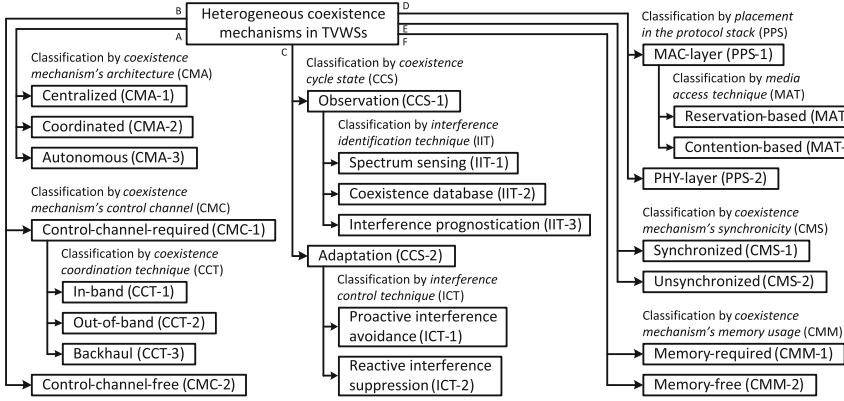 Heterogeneous coexistence
mechanisms in TVWSs
B
A
C
D
E
F
Classification by coexistence
mechanism's architecture (CMA)
Centralized (CMA-1)
Coordinated (CMA-2)
Autonomous (CMA-3)
Classification by coexistence
mechanism's control channel (CMC)
Control-channel-required (CMC-1)
Classification by coexistence
coordination technique (CCT)
In-band (CCT-1)
Out-of-band (CCT-2)
Backhaul (CCT-3)
Control-channel-free (CMC-2)
Classification by coexistence
cycle state (CCS)
Observation (CCS-1)
Classification by interference
identification technique (IIT)
Spectrum sensing (IIT-1)
Coexistence database (IIT-2)
Interference prognostication (IIT-3)
Adaptation (CCS-2)
Classification by interference
control technique (ICT)
Proactive interference
avoidance (ICT-1)
Reactive interference
suppression (ICT-2)
Classification by placement
in the protocol stack (PPS)
MAC-layer (PPS-1)
Classification by media
access technique (MAT)
Reservation-based (MAT
Contention-based (MAT-
PHY-layer (PPS-2)
Classification by coexistence
mechanism's synchronicity (CMS)
Synchronized (CMS-1)
Unsynchronized (CMS-2)
Classification by coexistence
mechanism's memory usage (CMM)
Memory-required (CMM-1)
Memory-free (CMM-2)